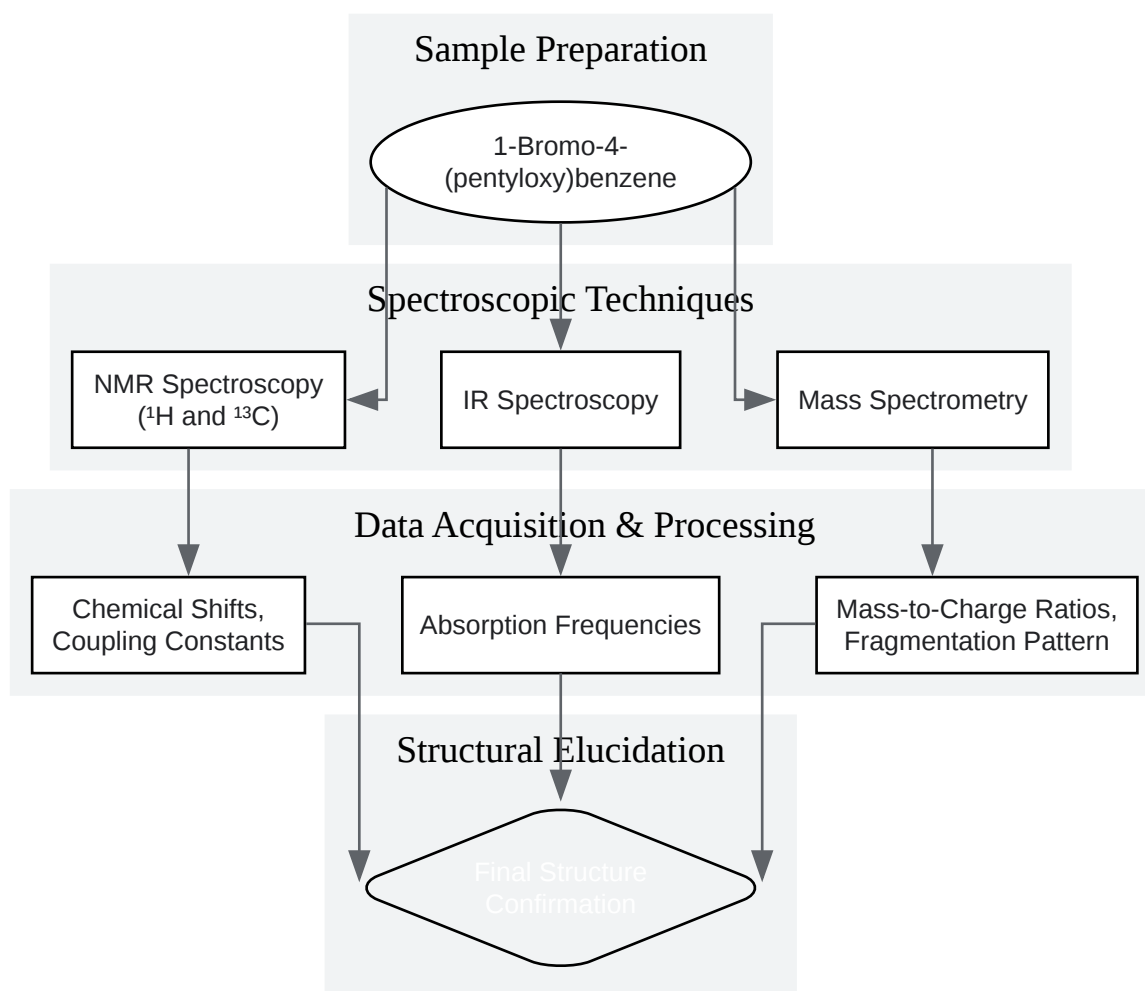 Sample Preparation
1-Bromo-4-
(pentyloxy)benzene
Spectroscopic Techniques
NMR Spectroscopy
(¹H and ¹³C)
IR Spectroscopy
Mass Spectrometry
Data Acquisition & Processing
Chemical Shifts,
Coupling Constants
Absorption Frequencies
Mass-to-Charge Ratios,
Fragmentation Pattern
Structural Elucidation
Final Structure
Confirmation